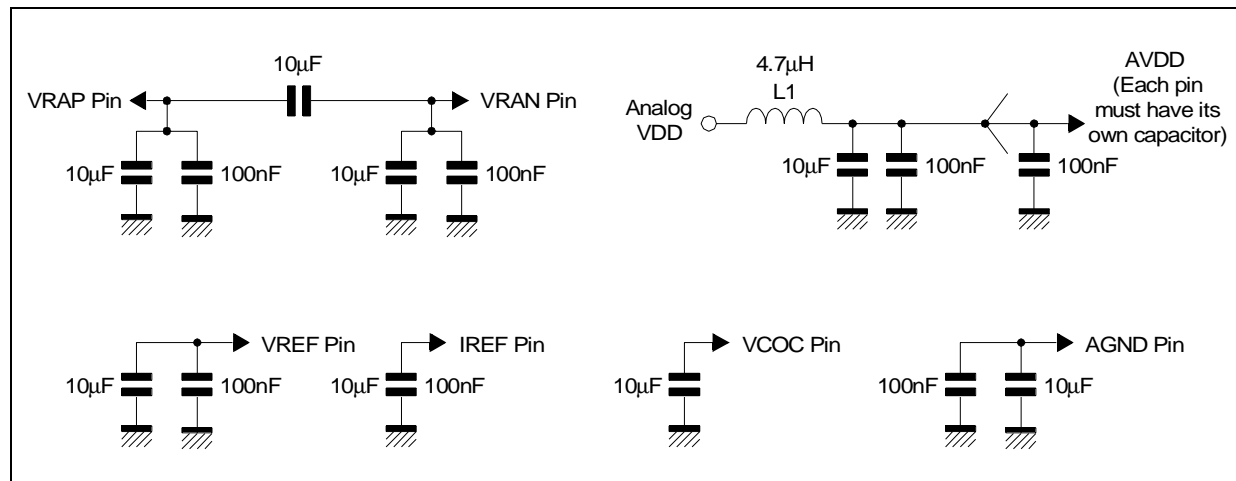 10µF
VRAP Pin
VRAN Pin
10µF
100nF
10µF
100nF
4.7µH
L1
Analog
VDD
AVDD
(Each pin
must have its
own capacitor)
10µF
100nF
100nF
VREF Pin
10µF
100nF
IREF Pin
10µF
100nF
VCOC Pin
10µF
AGND Pin
100nF
10µF